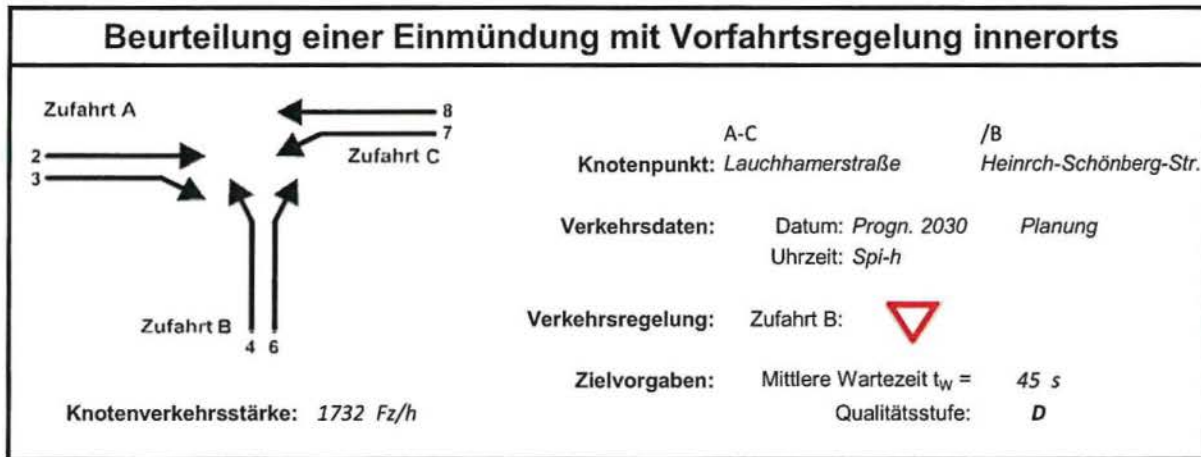 Beurteilung einer Einmündung mit Vorfahrtsregelung innerorts
Zufahrt A
8
7
Zufahrt C
2
3
Zufahrt B
4 6
Knotenverkehrsstärke: 1732 Fz/h
A-C /B
Knotenpunkt: Lauchhamerstraße Heinrch-Schönberg-Str.
Verkehrsdaten: Datum: Progn. 2030 Planung
Uhrzeit: Spi-h
Verkehrsregelung: Zufahrt B:
Zielvorgaben: Mittlere Wartezeit tw = 45 s
Qualitätsstufe: D